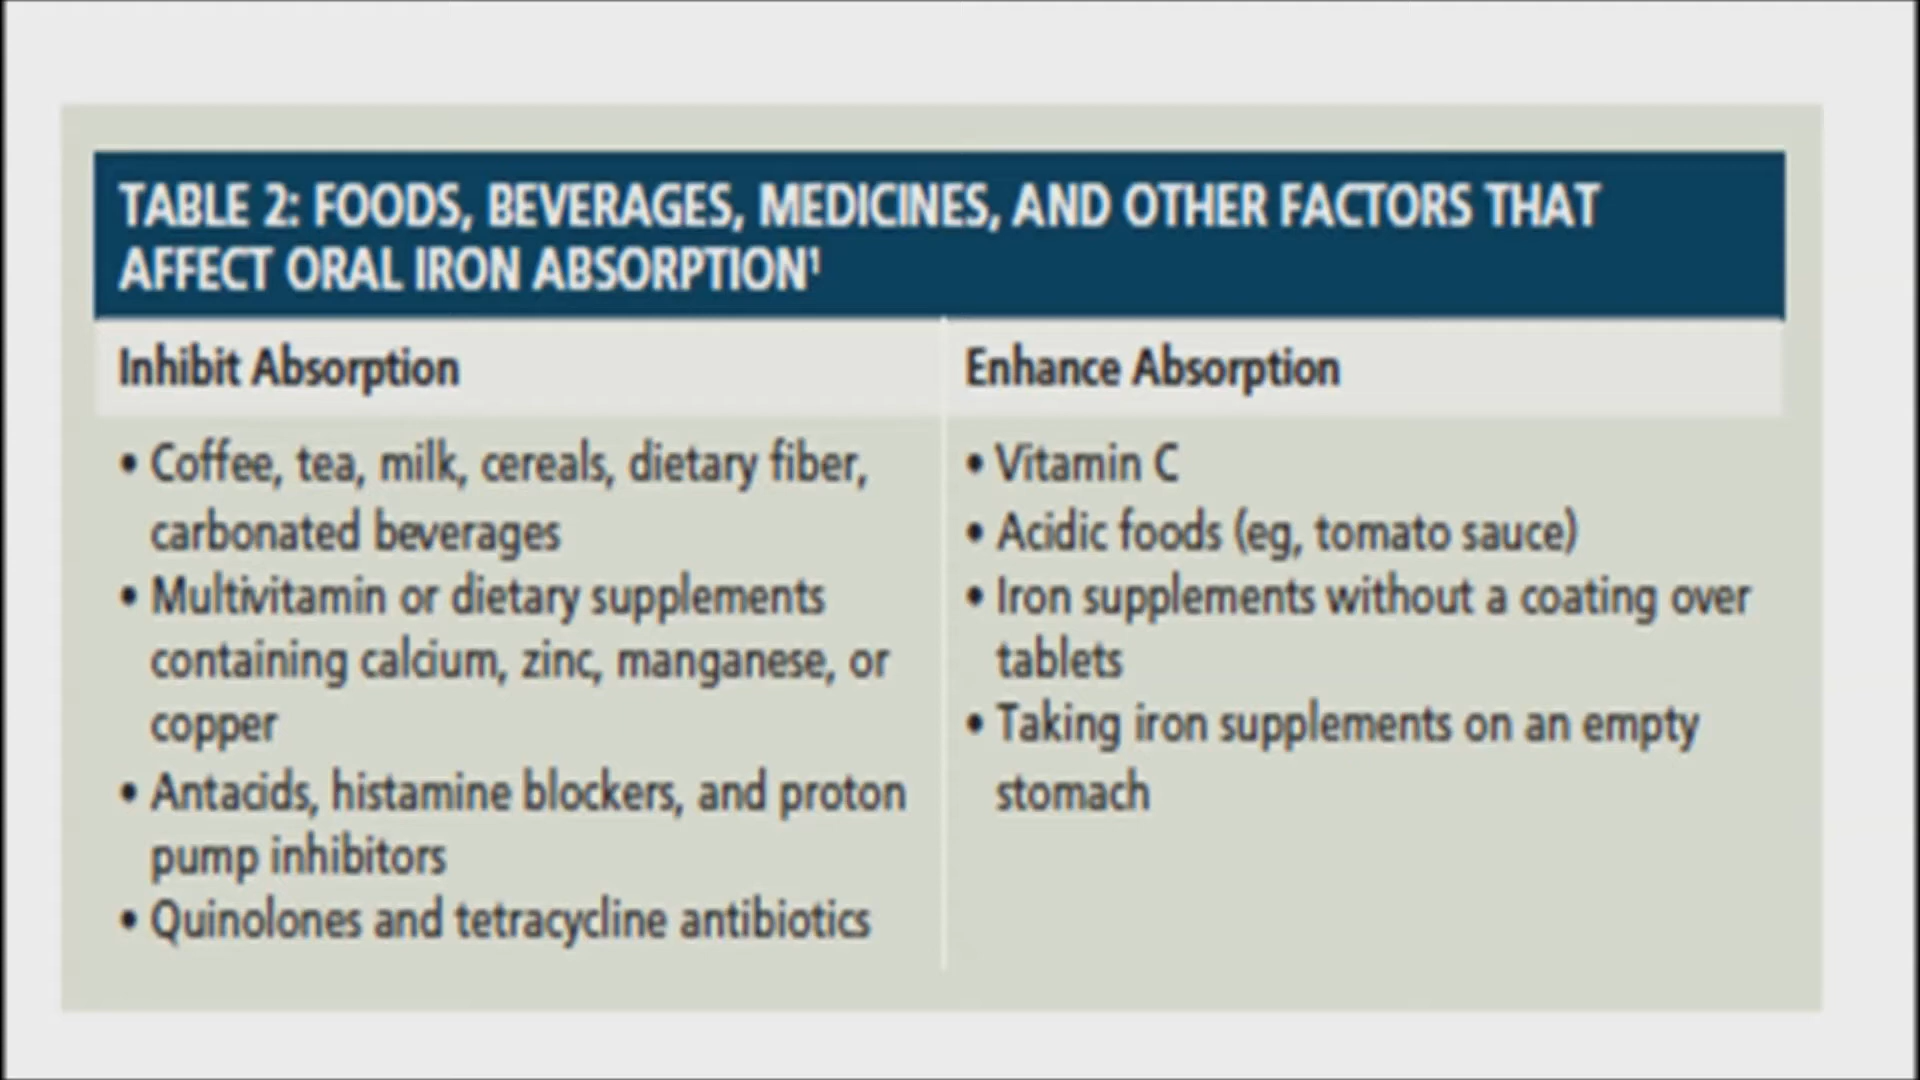 TABLE 2: FOODS, BEVERAGES, MEDICINES, AND OTHER FACTORS THAT
AFFECT ORAL IRON ABSORPTION¹
Inhibit Absorption
• Coffee, tea, milk, cereals, dietary fiber,
carbonated beverages
• Multivitamin or dietary supplements
containing calcium, zinc, manganese, or
copper
• Antacids, histamine blockers, and proton
pump inhibitors
• Quinolones and tetracycline antibiotics
Enhance Absorption
• Vitamin C
• Acidic foods (eg, tomato sauce)
• Iron supplements without a coating over
tablets
• Taking iron supplements on an empty
stomach